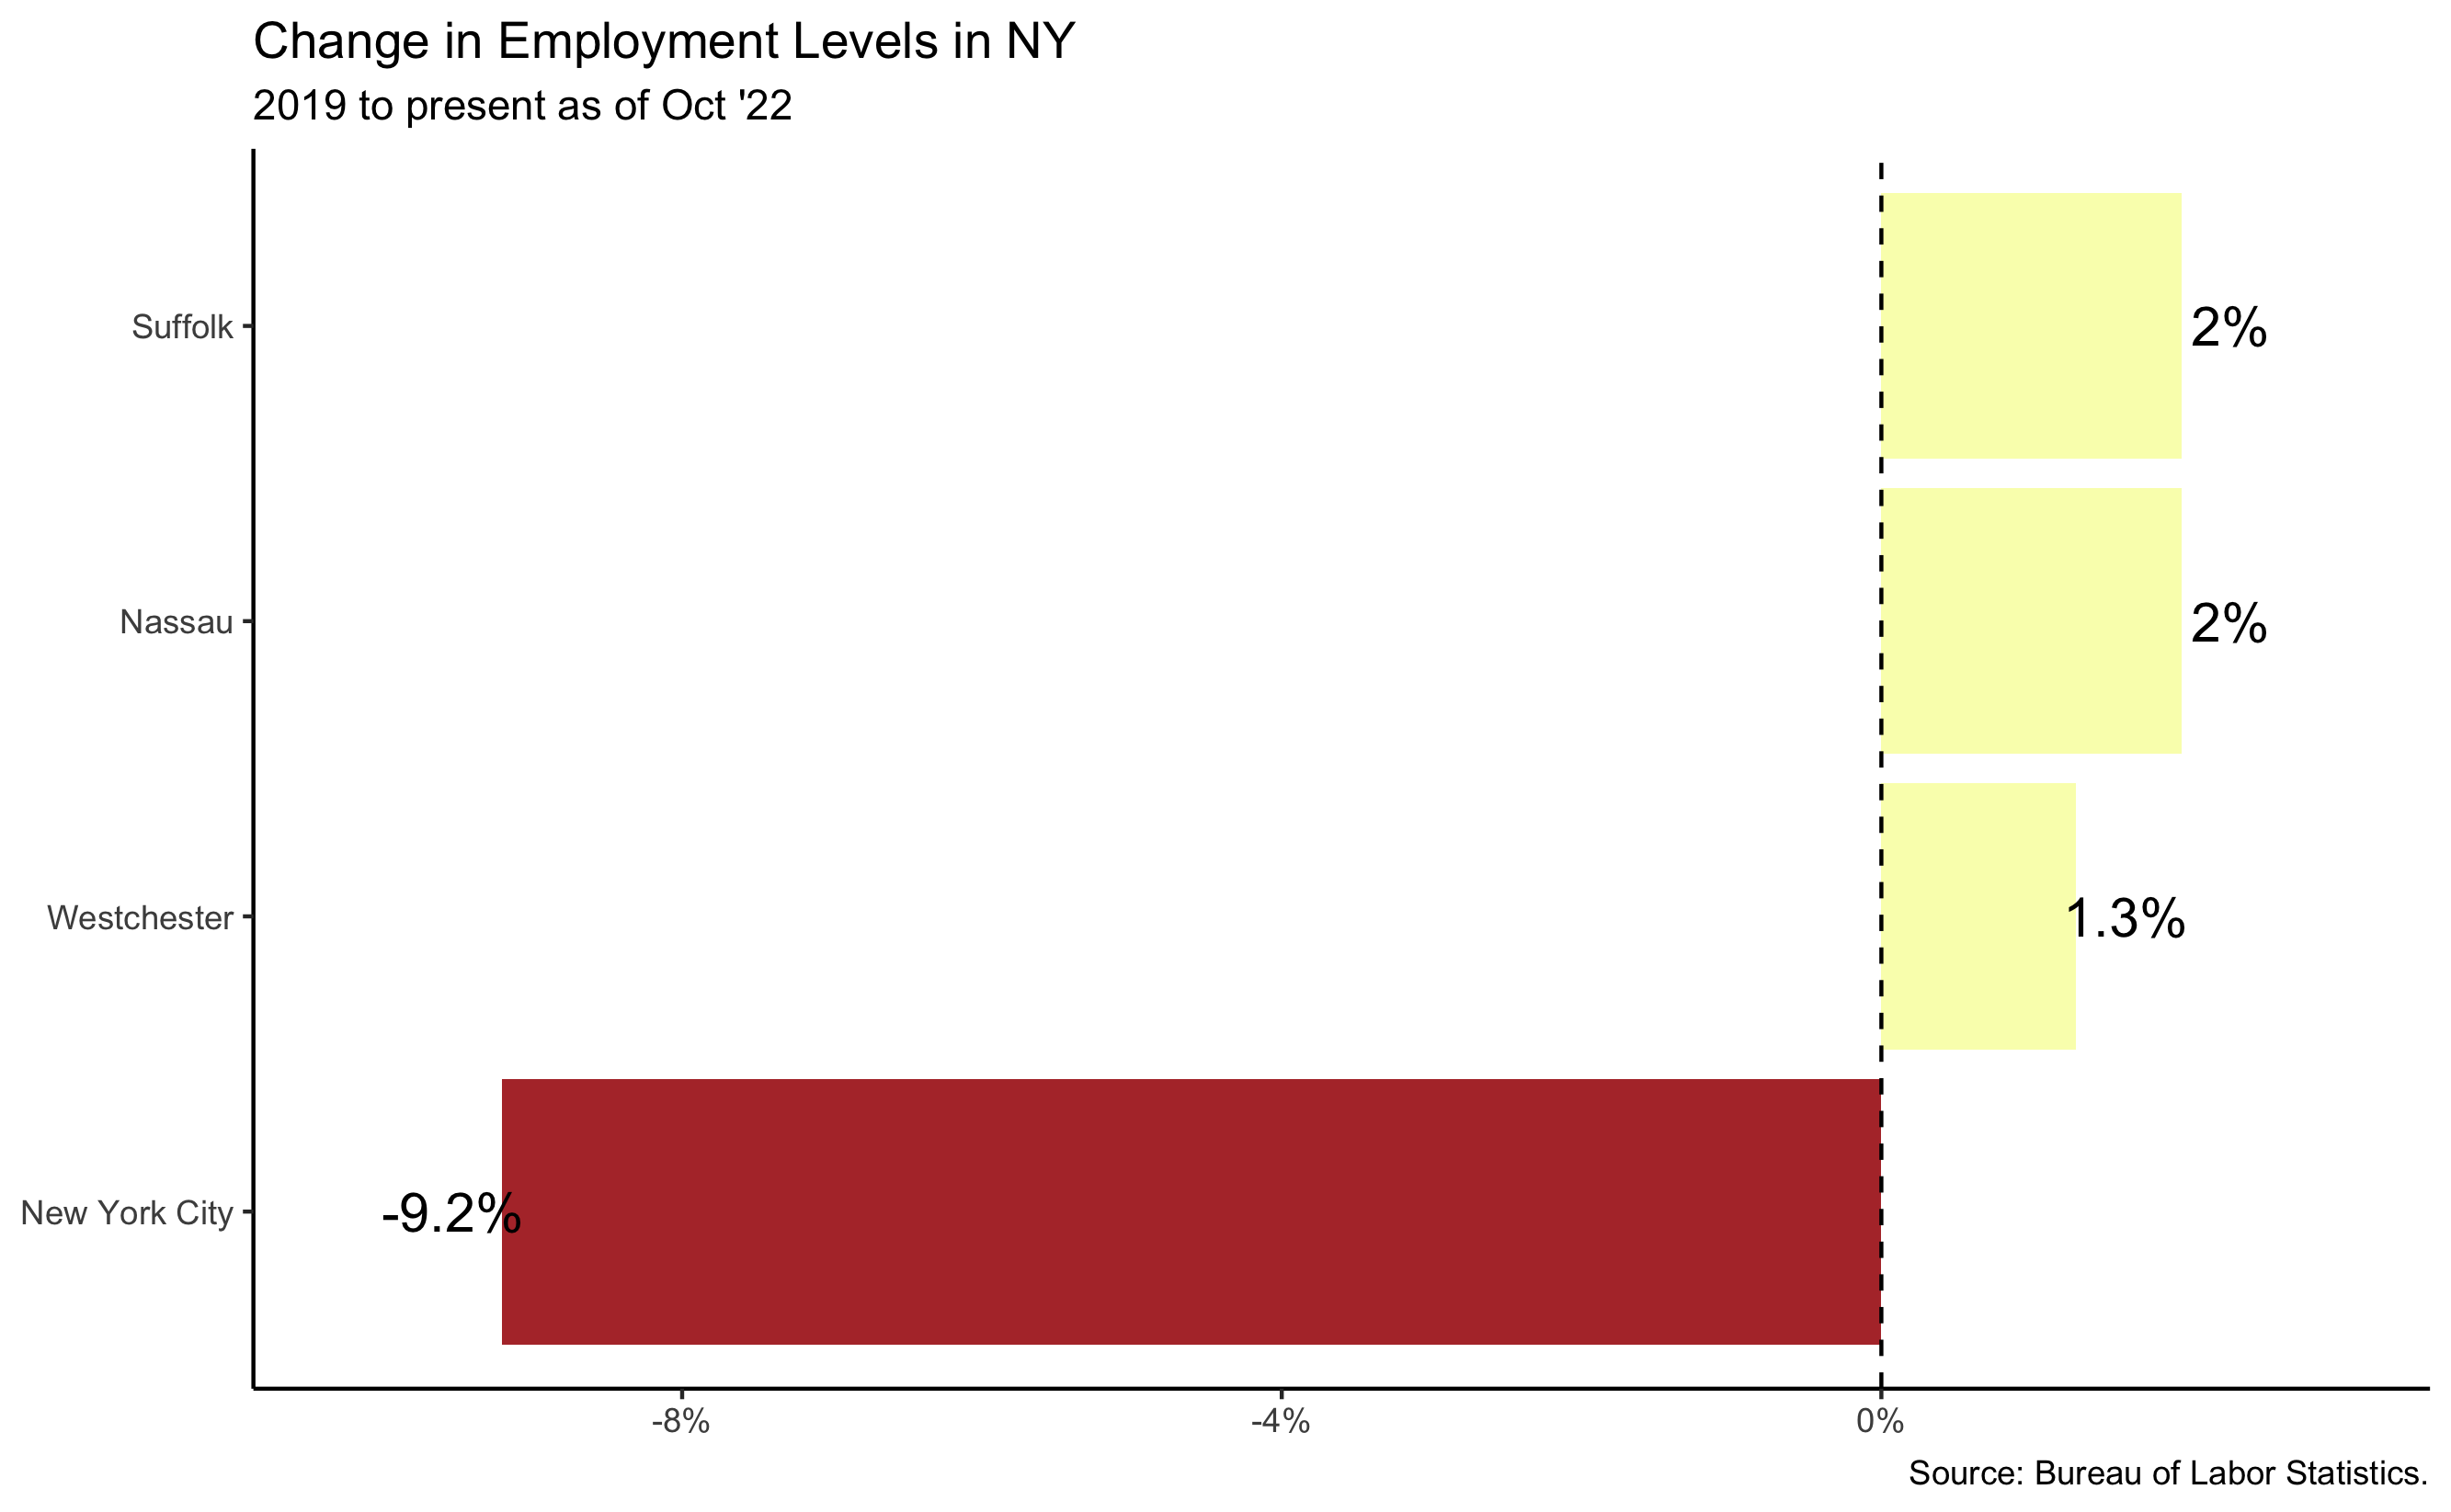 Change in Employment Levels in NY
2019 to present as of Oct '22
Suffolk
2%
Nassau
2%
Westchester
1.3%
New York City
-9.2%
-8%
-4%
0%
Source: Bureau of Labor Statistics.